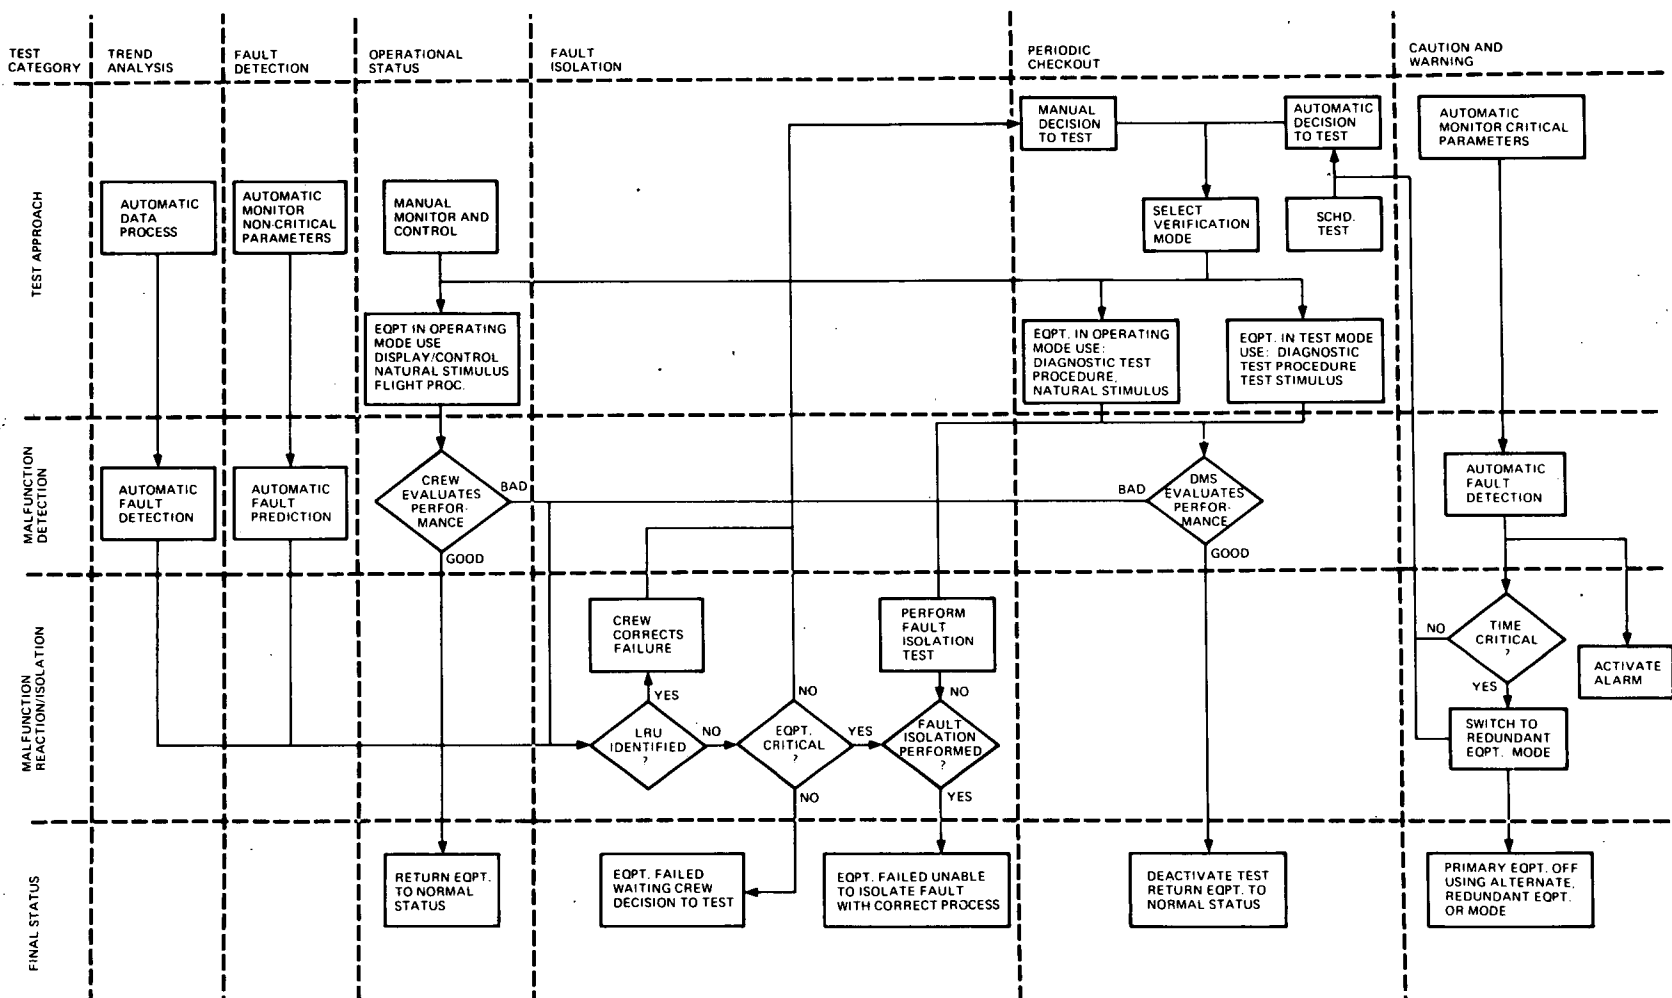 TEST
CATEGORY
TREND
ANALYSIS
FAULT
DETECTION
OPERATIONAL
STATUS
FAULT
ISOLATION
PERIODIC
CHECKOUT
CAUTION AND
WARNING
TEST APPROACH
AUTOMATIC
DATA
PROCESS
AUTOMATIC
MONITOR
NON-CRITICAL
PARAMETERS
MANUAL
MONITOR AND
CONTROL
MANUAL
DECISION
TO TEST
AUTOMATIC
DECISION
TO TEST
AUTOMATIC
MONITOR CRITICAL
PARAMETERS
SELECT
VERIFICATION
MODE
SCHD.
TEST
EQPT IN OPERATING
MODE USE
DISPLAY/CONTROL
NATURAL STIMULUS
FLIGHT PROC.
EQPT. IN OPERATING
MODE USE:
DIAGNOSTIC TEST
PROCEDURE,
NATURAL STIMULUS
EQPT. IN TEST MODE
USE: DIAGNOSTIC
TEST PROCEDURE
TEST STIMULUS
MALFUNCTION
DETECTION
AUTOMATIC
FAULT
DETECTION
AUTOMATIC
FAULT
PREDICTION
CREW
EVALUATES
PERFOR-
MANCE
BAD
GOOD
BAD
DMS
EVALUATES
PERFOR-
MANCE
GOOD
AUTOMATIC
FAULT
DETECTION
MALFUNCTION
REACTION/ISOLATION
CREW
CORRECTS
FAILURE
YES
LRU
IDENTIFIED
?
NO
NO
EQPT.
CRITICAL
?
YES
NO
PERFORM
FAULT
ISOLATION
TEST
NO
FAULT
ISOLATION
PERFORMED
?
YES
NO
TIME
CRITICAL
?
YES
ACTIVATE
ALARM
SWITCH TO
REDUNDANT
EQPT. MODE
FINAL STATUS
RETURN EQPT.
TO NORMAL
STATUS
EQPT. FAILED
WAITING CREW
DECISION TO TEST
EQPT. FAILED UNABLE
TO ISOLATE FAULT
WITH CORRECT PROCESS
DEACTIVATE TEST
RETURN EQPT. TO
NORMAL STATUS
PRIMARY EQPT. OFF
USING ALTERNATE,
REDUNDANT EQPT.
OR MODE